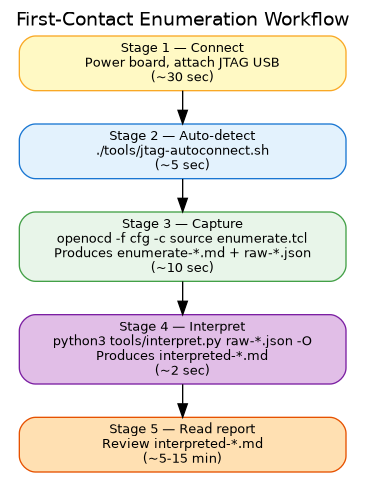 First-Contact Enumeration Workflow
Stage 1 — Connect
Power board, attach JTAG USB
(~30 sec)
Stage 2 — Auto-detect
./tools/jtag-autoconnect.sh
(~5 sec)
Stage 3 — Capture
openocd -f cfg -c source enumerate.tcl
Produces enumerate-*.md + raw-*.json
(~10 sec)
Stage 4 — Interpret
python3 tools/interpret.py raw-*.json -O
Produces interpreted-*.md
(~2 sec)
Stage 5 — Read report
Review interpreted-*.md
(~5-15 min)